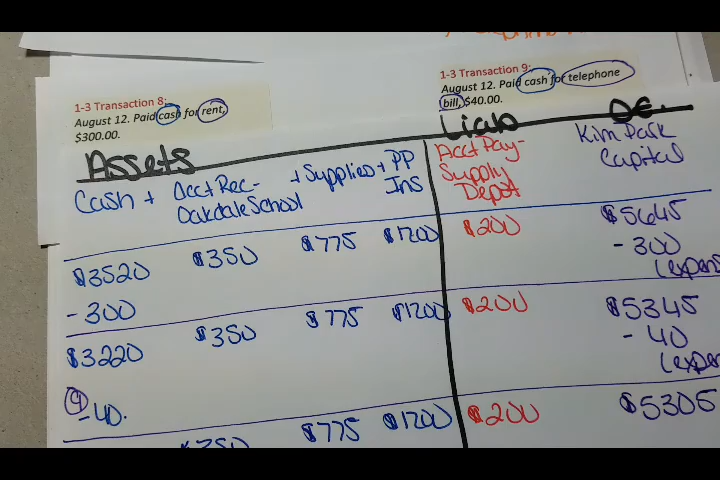 1-3 Transaction 8:
August 12. Paid cash for rent,
$300.00.
1-3 Transaction 9:
August 12. Paid cash for telephone
bill, $40.00.
Assets
Liab
O.E.
Cash + Acct Rec- + Supplies + PP
Oakdale School Ins
Acct Pay-
Supply
Depot
Kim Park
Capital
$3520 $350 $775 $1200 $200 $5645
- 300 - 300
(expen
$3220 $350 $775 $1200 $200 $5345
9 - 40
-40. (expen
$350 $775 $1200 $200 $5305